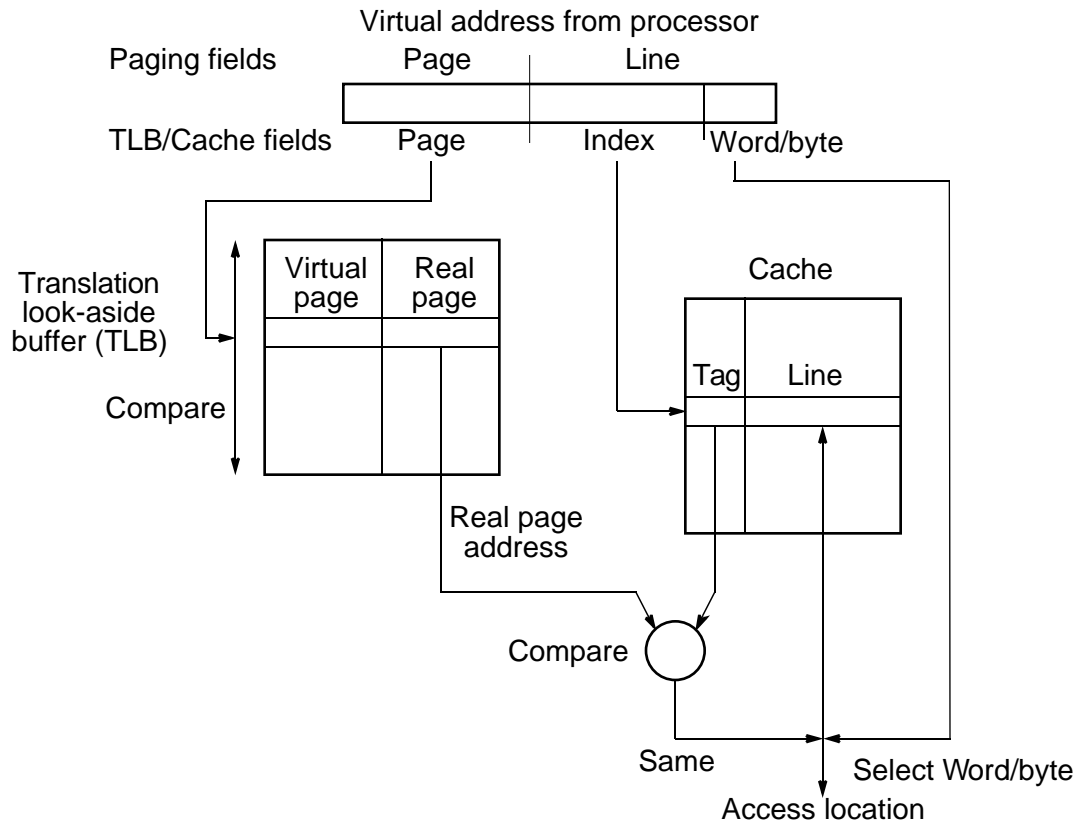 Virtual address from processor
Paging fields Page Line
TLB/Cache fields Page Index Word/byte
Translation
look-aside
buffer (TLB)
Compare
Virtual
page
Real
page
Cache
Tag Line
Real page
address
Compare
Same
Select Word/byte
Access location